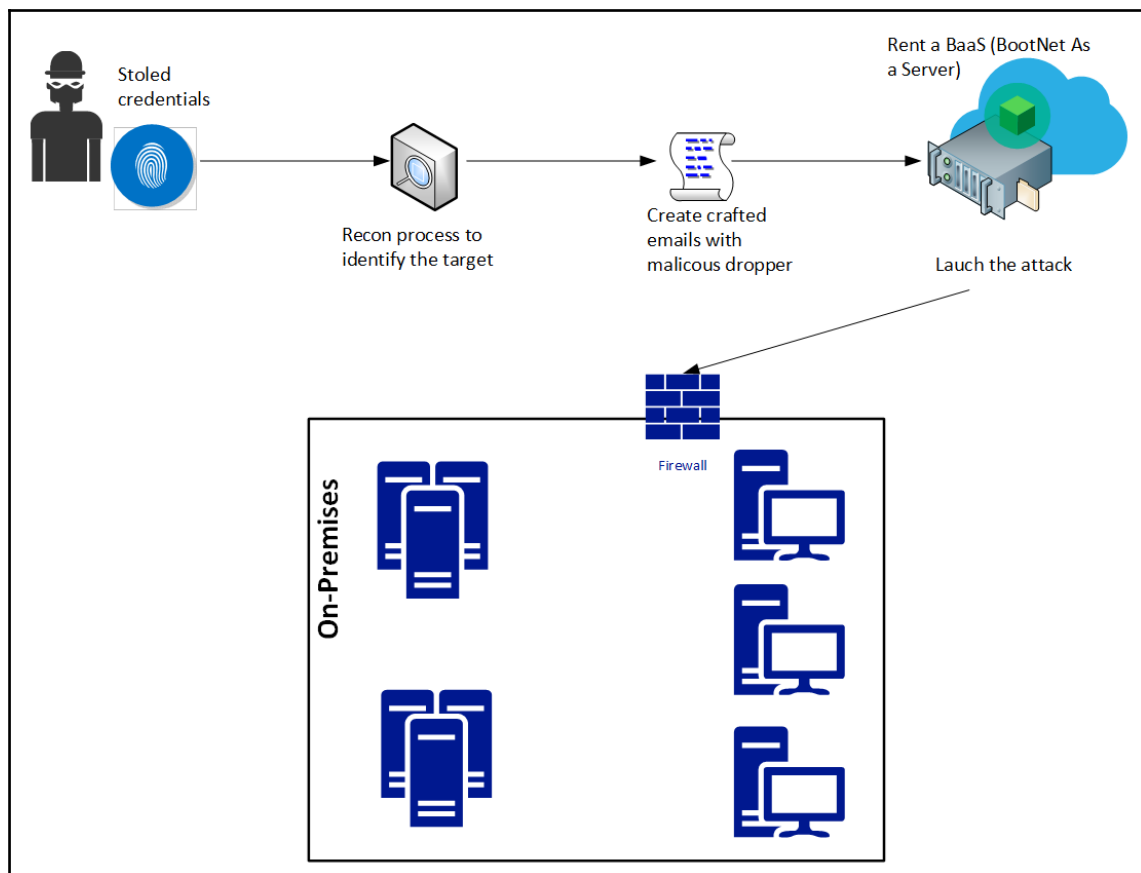 Stoled
credentials
Recon process to
identify the target
Create crafted
emails with
malicous dropper
Rent a BaaS (BootNet As
a Server)
Lauch the attack
Firewall
On-Premises